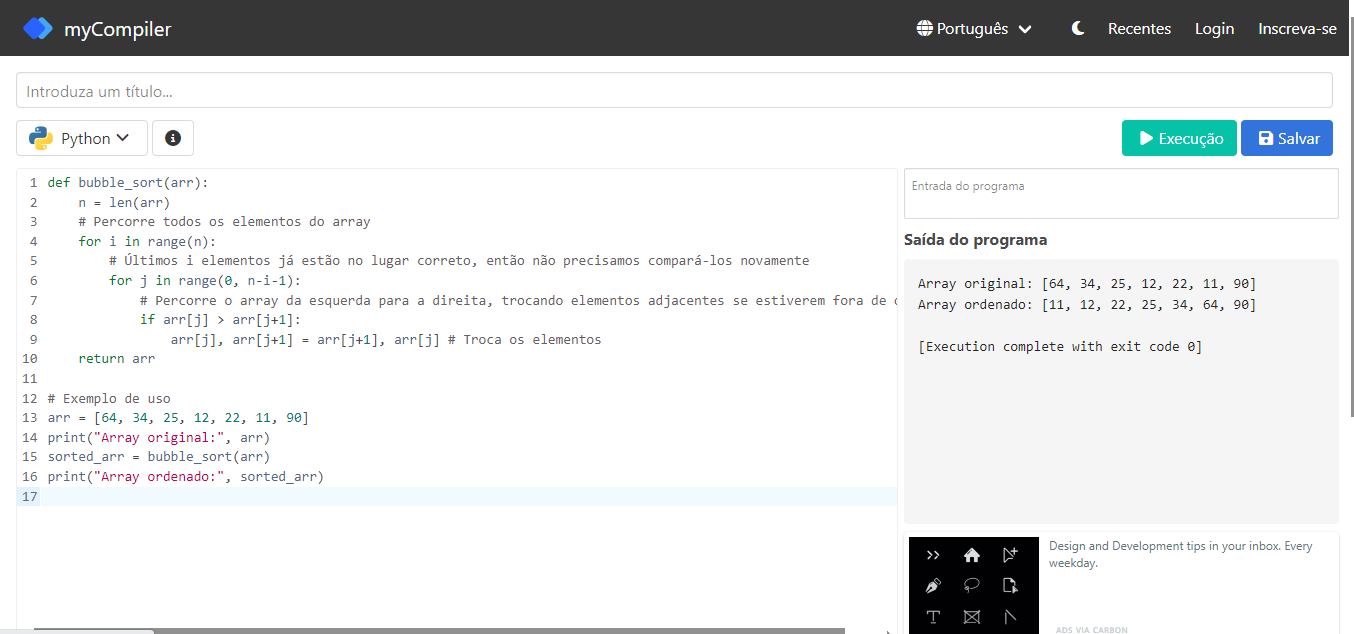 myCompiler
Português
Recentes
Login
Inscreva-se
Introduza um título...
Python
Execução
Salvar
1 def bubble_sort(arr):
2     n = len(arr)
3     # Percorre todos os elementos do array
4     for i in range(n):
5         # Últimos i elementos já estão no lugar correto, então não precisamos compará-los novamente
6         for j in range(0, n-i-1):
7             # Percorre o array da esquerda para a direita, trocando elementos adjacentes se estiverem fora de
8             if arr[j] > arr[j+1]:
9                 arr[j], arr[j+1] = arr[j+1], arr[j] # Troca os elementos
10     return arr
11
12 # Exemplo de uso
13 arr = [64, 34, 25, 12, 22, 11, 90]
14 print("Array original:", arr)
15 sorted_arr = bubble_sort(arr)
16 print("Array ordenado:", sorted_arr)
17
Entrada do programa
Saída do programa
Array original: [64, 34, 25, 12, 22, 11, 90]
Array ordenado: [11, 12, 22, 25, 34, 64, 90]
[Execution complete with exit code 0]
Design and Development tips in your inbox. Every
weekday.
ADS VIA CARBON